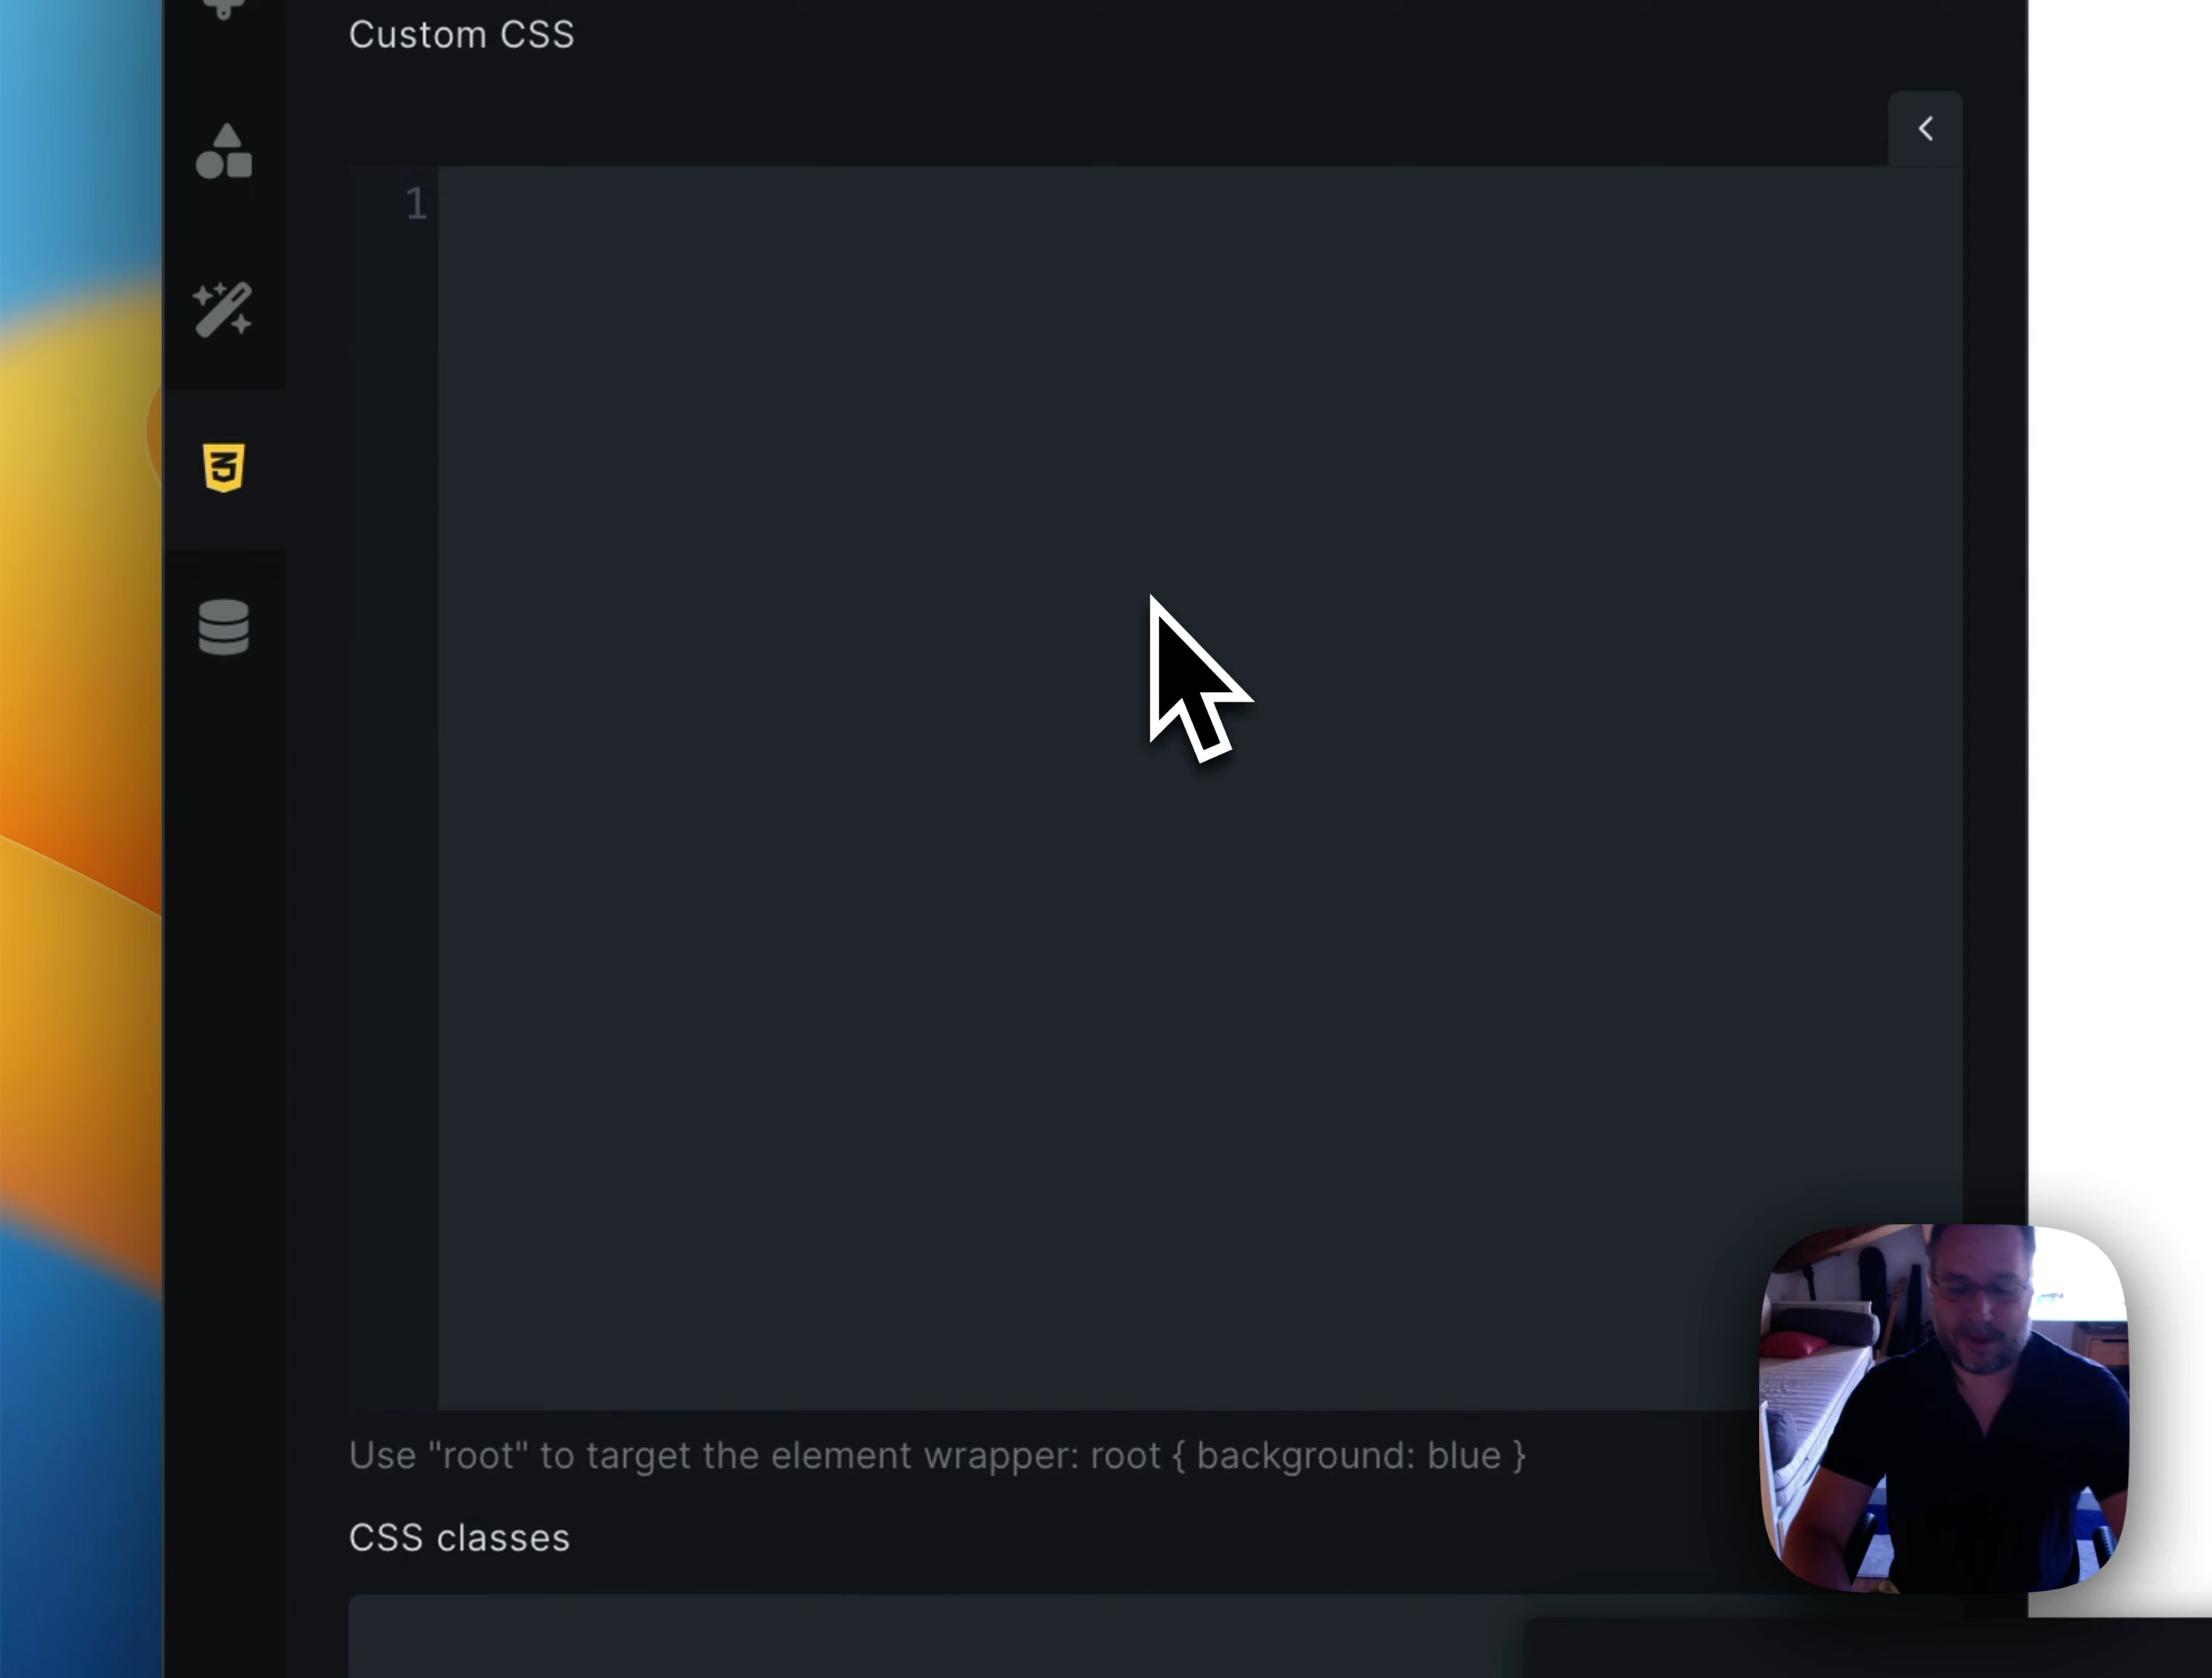 Custom CSS
1
Use "root" to target the element wrapper: root { background: blue }
CSS classes